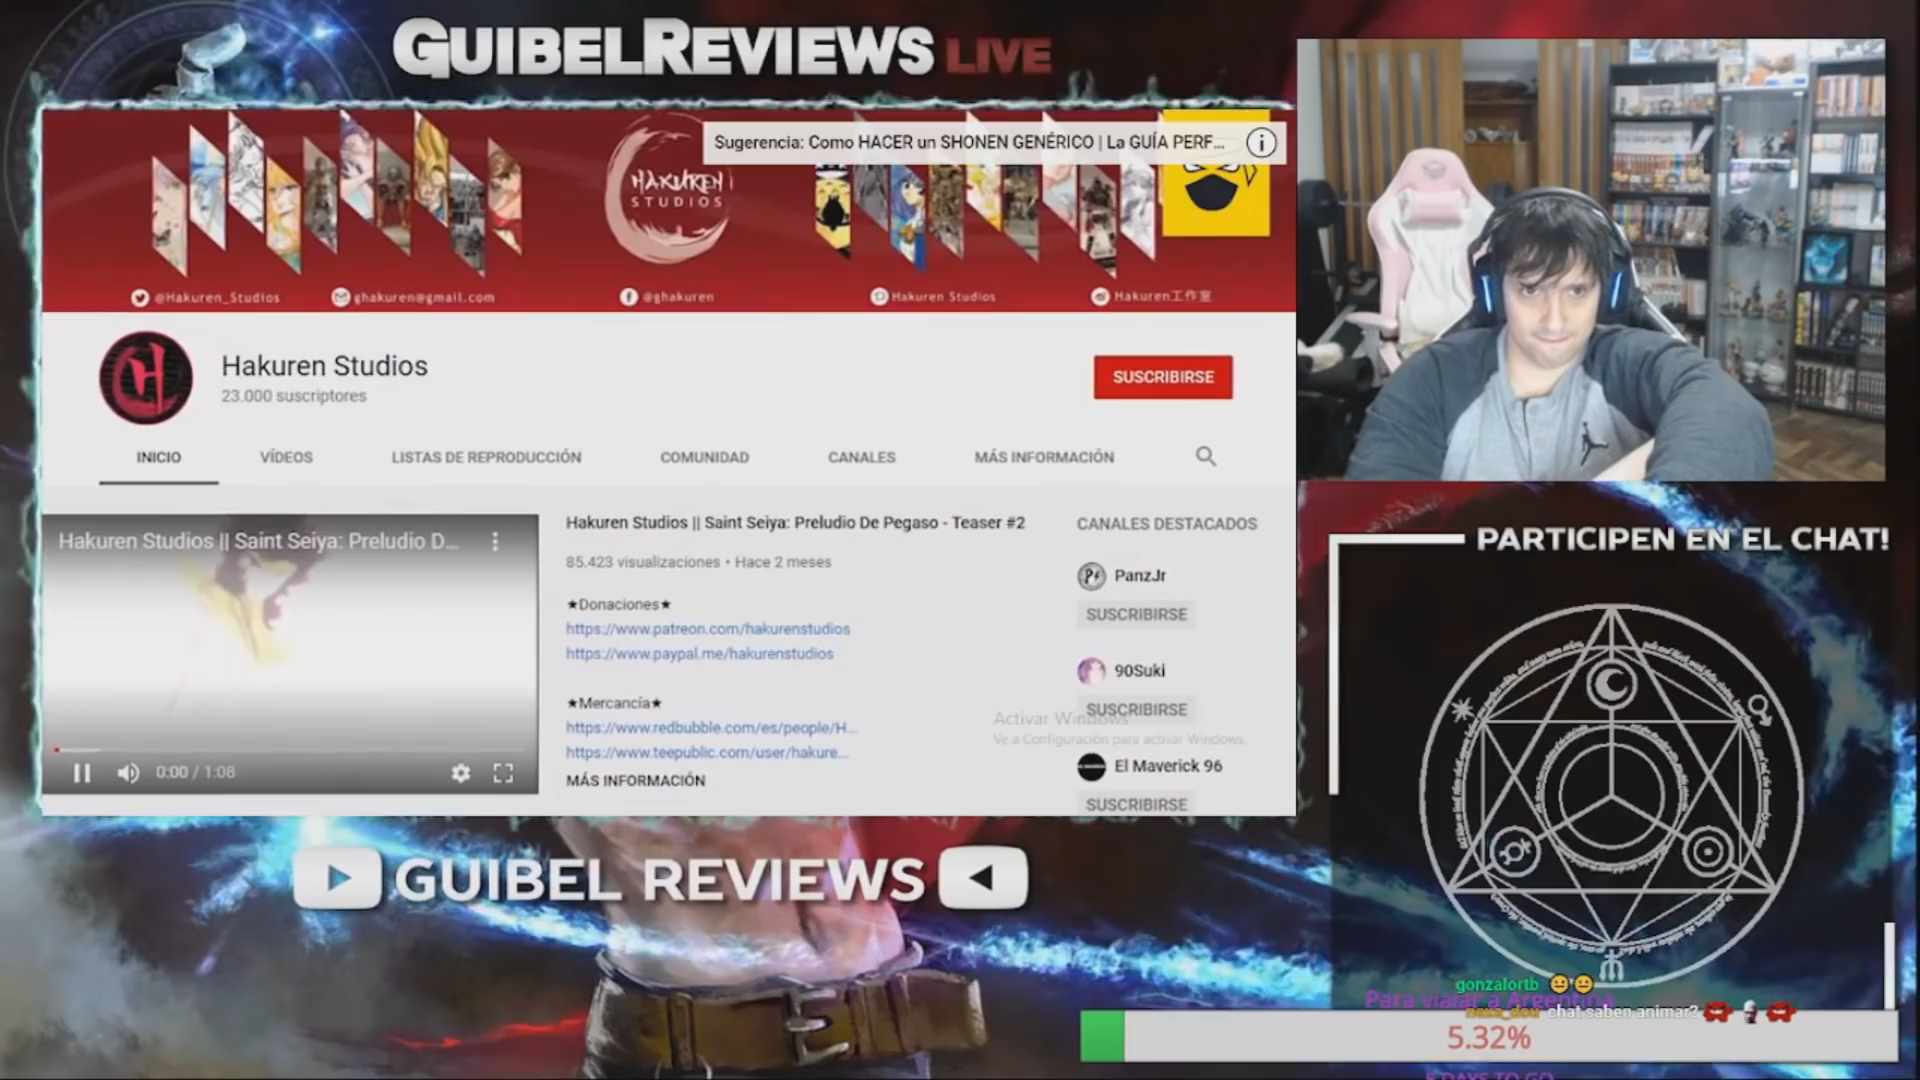 GUIBELREVIEWS LIVE
Sugerencia: Como HACER un SHONEN GENÉRICO | La GUÍA PERF...
HAKUREN
STUDIOS
@Hakuren_Studios
ghakuren@gmail.com
@ghakuren
Hakuren Studios
Hakuren工作室
Hakuren Studios
23.000 suscriptores
SUSCRIBIRSE
INICIO
VÍDEOS
LISTAS DE REPRODUCCIÓN
COMUNIDAD
CANALES
MÁS INFORMACIÓN
Hakuren Studios || Saint Seiya: Preludio D...
0:00 / 1:08
Hakuren Studios || Saint Seiya: Preludio De Pegaso - Teaser #2
85.423 visualizaciones • Hace 2 meses
★Donaciones★
https://www.patreon.com/hakurenstudios
https://www.paypal.me/hakurenstudios
★Mercancía★
https://www.redbubble.com/es/people/H...
https://www.teepublic.com/user/hakure...
MÁS INFORMACIÓN
CANALES DESTACADOS
PanzJr
SUSCRIBIRSE
90Suki
SUSCRIBIRSE
Activar Windows
Ve a Configuración para activar Windows.
El Maverick 96
SUSCRIBIRSE
PARTICIPEN EN EL CHAT!
GUIBEL REVIEWS
gonzalortb
Para viajar a Argentina
chat saben animar?
5.32%
5 DAYS TO GO